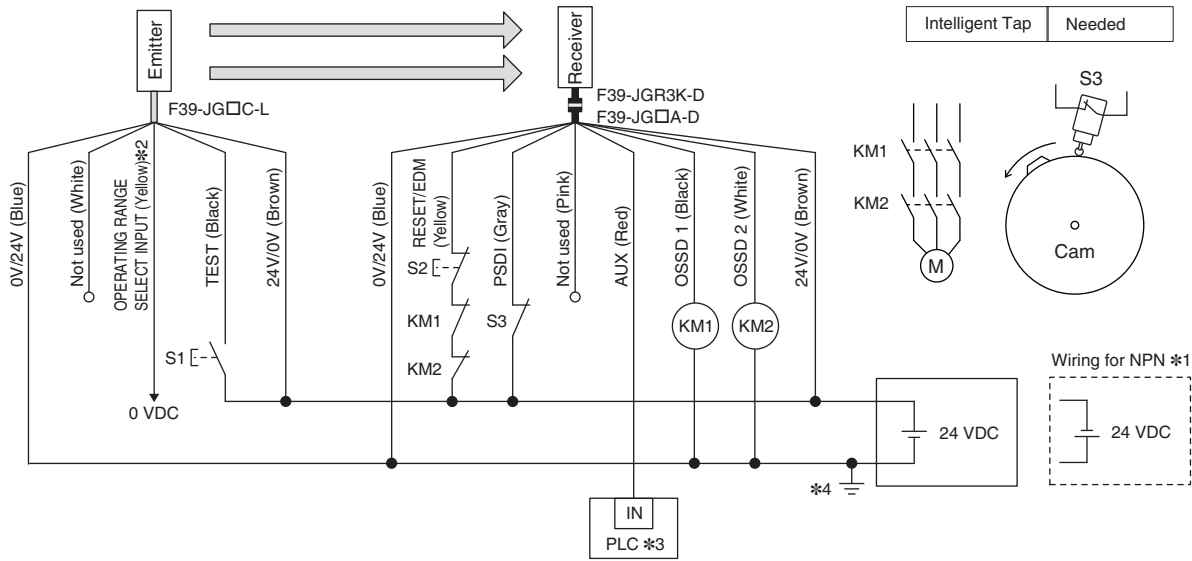 Emitter
Receiver
Intelligent Tap Needed
F39-JG□C-L
F39-JGR3K-D
F39-JG□A-D
S3
KM1
KM2
M
Cam
0V/24V (Blue)
Not used (White)
OPERATING RANGE
SELECT INPUT (Yellow)✱2
TEST (Black)
24V/0V (Brown)
0V/24V (Blue)
RESET/EDM
(Yellow)
PSDI (Gray)
Not used (Pink)
AUX (Red)
OSSD 1 (Black)
OSSD 2 (White)
24V/0V (Brown)
S2
KM1
KM2
S3
KM1
KM2
S1
0 VDC
Wiring for NPN ✱1
24 VDC
24 VDC
✱4
IN
PLC ✱3